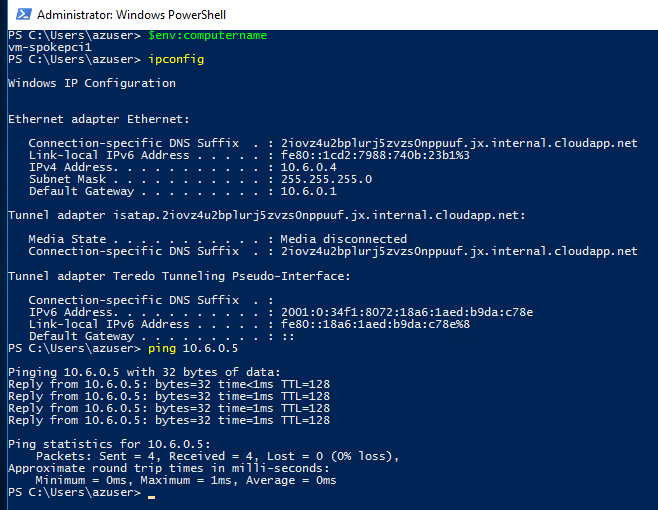 Administrator: Windows PowerShell
PS C:\Users\azuser> $env:computername
vm-spokepci1
PS C:\Users\azuser> ipconfig
Windows IP Configuration
Ethernet adapter Ethernet:
   Connection-specific DNS Suffix  . : 2iovz4u2bplurj5zvzs0nppuuf.jx.internal.cloudapp.net
   Link-local IPv6 Address . . . . . : fe80::1cd2:7988:740b:23b1%3
   IPv4 Address. . . . . . . . . . . : 10.6.0.4
   Subnet Mask . . . . . . . . . . . : 255.255.255.0
   Default Gateway . . . . . . . . . : 10.6.0.1
Tunnel adapter isatap.2iovz4u2bplurj5zvzs0nppuuf.jx.internal.cloudapp.net:
   Media State . . . . . . . . . . . : Media disconnected
   Connection-specific DNS Suffix  . : 2iovz4u2bplurj5zvzs0nppuuf.jx.internal.cloudapp.net
Tunnel adapter Teredo Tunneling Pseudo-Interface:
   Connection-specific DNS Suffix  . :
   IPv6 Address. . . . . . . . . . . : 2001:0:34f1:8072:18a6:1aed:b9da:c78e
   Link-local IPv6 Address . . . . . : fe80::18a6:1aed:b9da:c78e%8
   Default Gateway . . . . . . . . . : ::
PS C:\Users\azuser> ping 10.6.0.5
Pinging 10.6.0.5 with 32 bytes of data:
Reply from 10.6.0.5: bytes=32 time<1ms TTL=128
Reply from 10.6.0.5: bytes=32 time=1ms TTL=128
Reply from 10.6.0.5: bytes=32 time=1ms TTL=128
Reply from 10.6.0.5: bytes=32 time=1ms TTL=128
Ping statistics for 10.6.0.5:
    Packets: Sent = 4, Received = 4, Lost = 0 (0% loss),
Approximate round trip times in milli-seconds:
    Minimum = 0ms, Maximum = 1ms, Average = 0ms
PS C:\Users\azuser> _